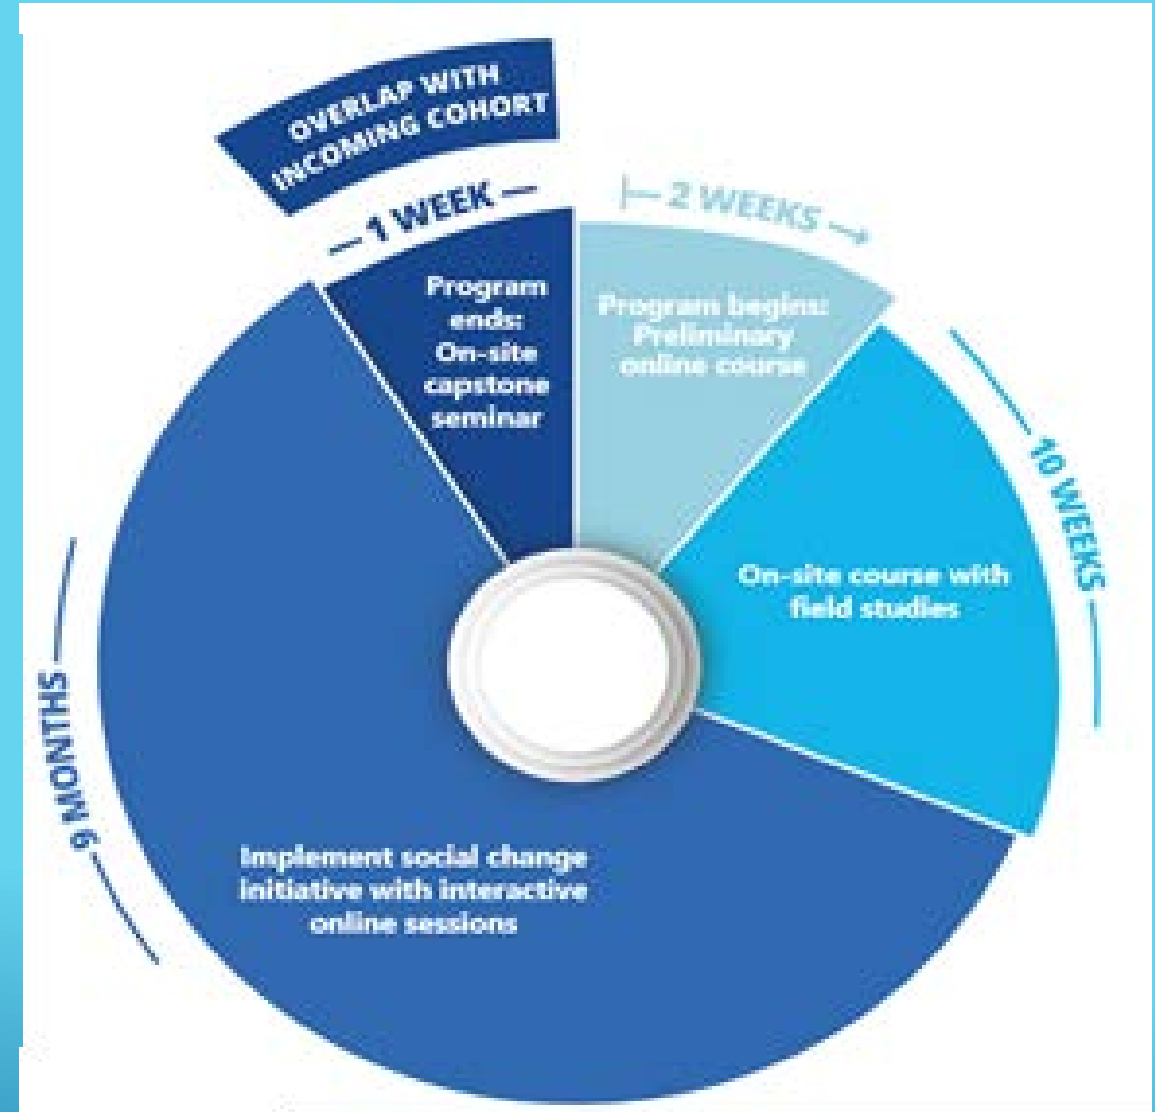 OVERLAP WITH
INCOMING COHORT
1 WEEK
2 WEEKS
Program
ends:
On-site
capstone
seminar
Program begins:
Preliminary
online course
10 WEEKS
On-site course with
field studies
9 MONTHS
Implement social change
initiative with interactive
online sessions